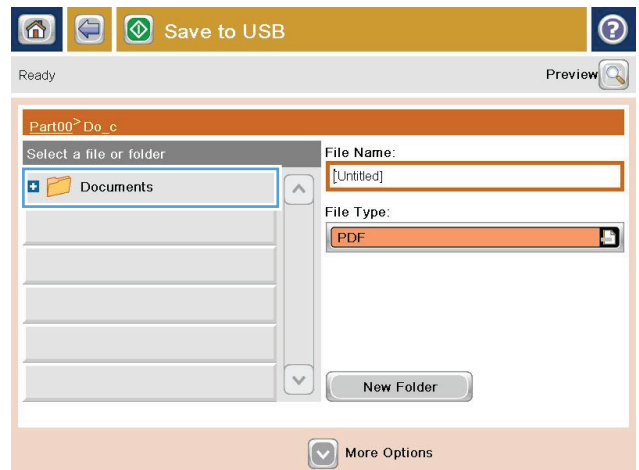 Save to USB
?
Ready
Preview
Part00> Do_c
Select a file or folder
Documents
File Name:
[Untitled]
File Type:
PDF
New Folder
More Options